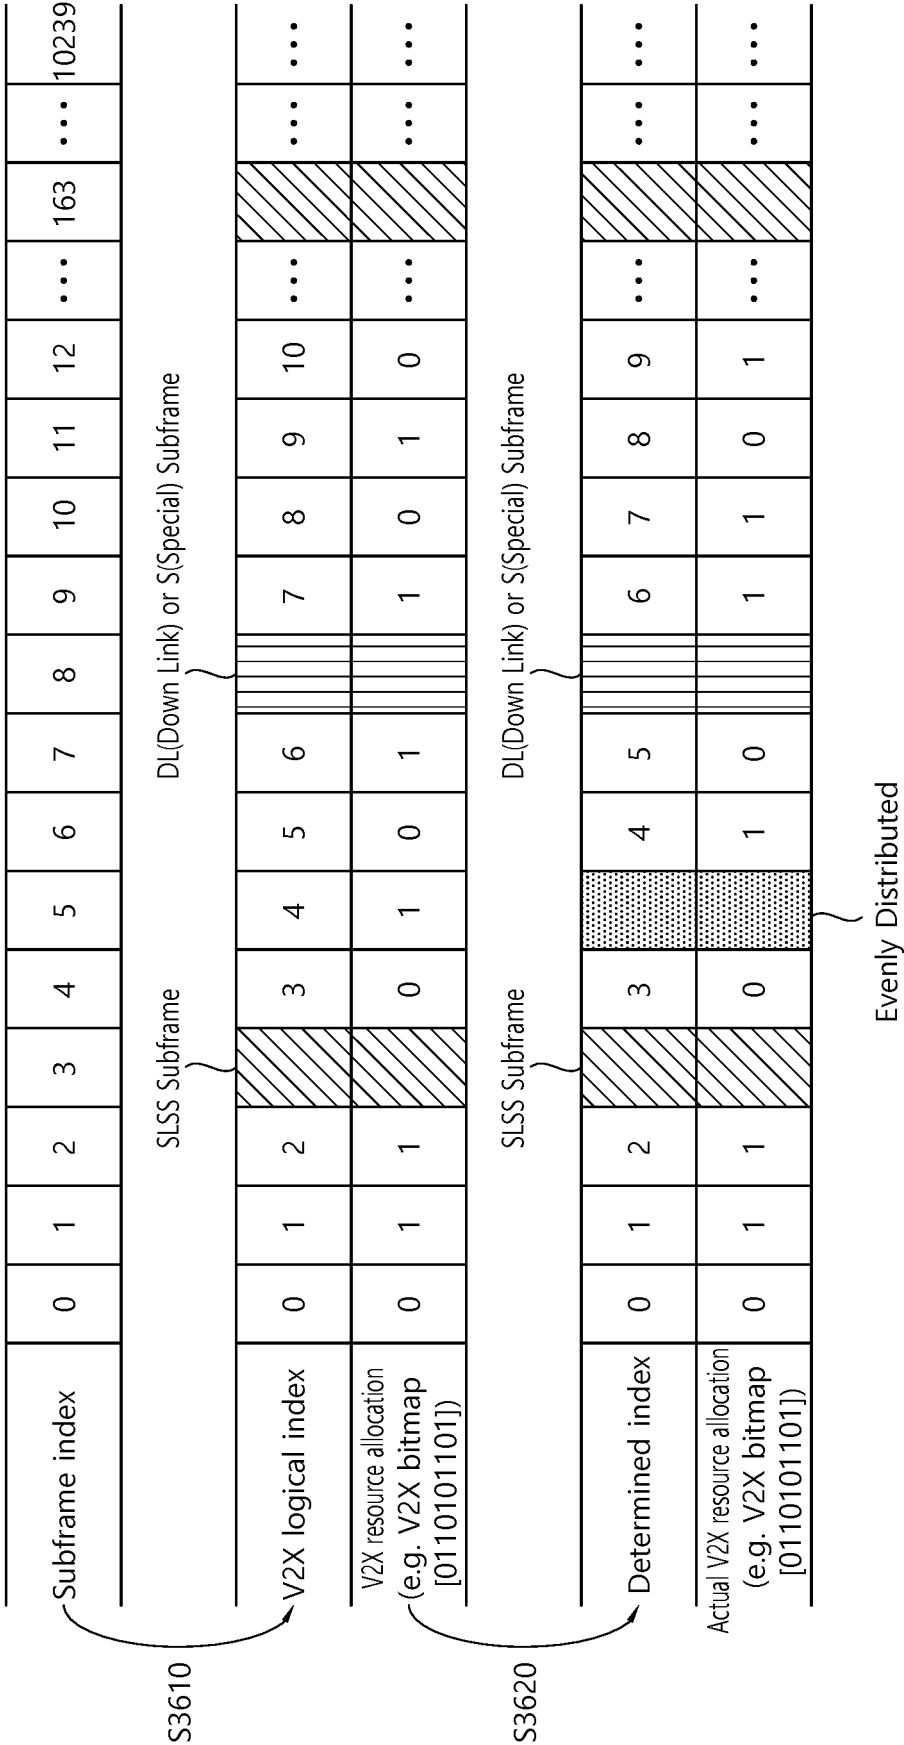 Subframe index 0 1 2 3 4 5 6 7 8 9 10 11 12 ... 163 ... 10239
S3610
SLSS Subframe
DL(Down Link) or S(Special) Subframe
V2X logical index 0 1 2 3 4 5 6 7 8 9 10 ... ... ...
V2X resource allocation
(e.g. V2X bitmap
[0110101101])
0 1 1 0 1 0 1 1 0 1 0 ... ... ...
S3620
SLSS Subframe
DL(Down Link) or S(Special) Subframe
Determined index 0 1 2 3 4 5 6 7 8 9 ... ... ...
Actual V2X resource allocation
(e.g. V2X bitmap
[0110101101])
0 1 1 0 1 0 1 1 0 1 ... ... ...
Evenly Distributed